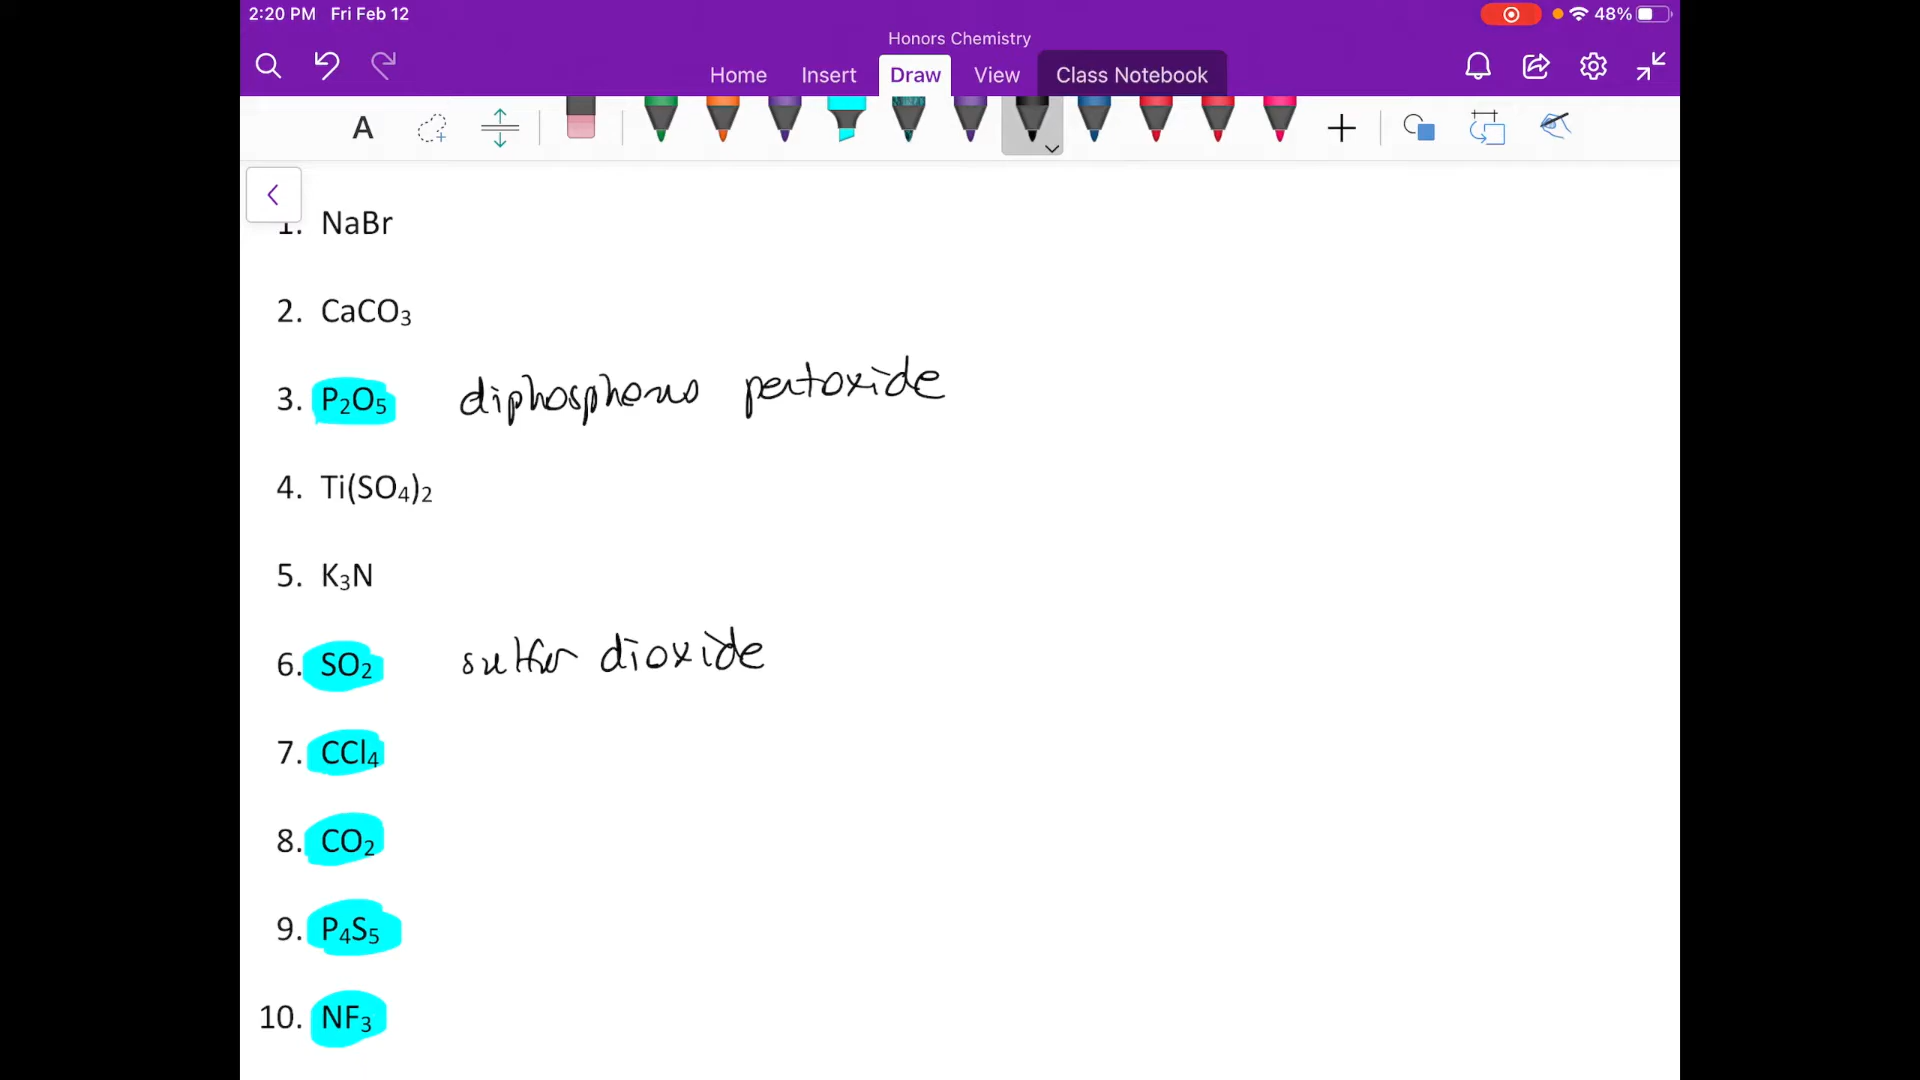 2:20 PM Fri Feb 12
48%
Honors Chemistry
Home Insert Draw View Class Notebook
A
1. NaBr
2. CaCO₃
3. P₂O₅ diphosphorus pentoxide
4. Ti(SO₄)₂
5. K₃N
6. SO₂ sulfur dioxide
7. CCl₄
8. CO₂
9. P₄S₅
10. NF₃